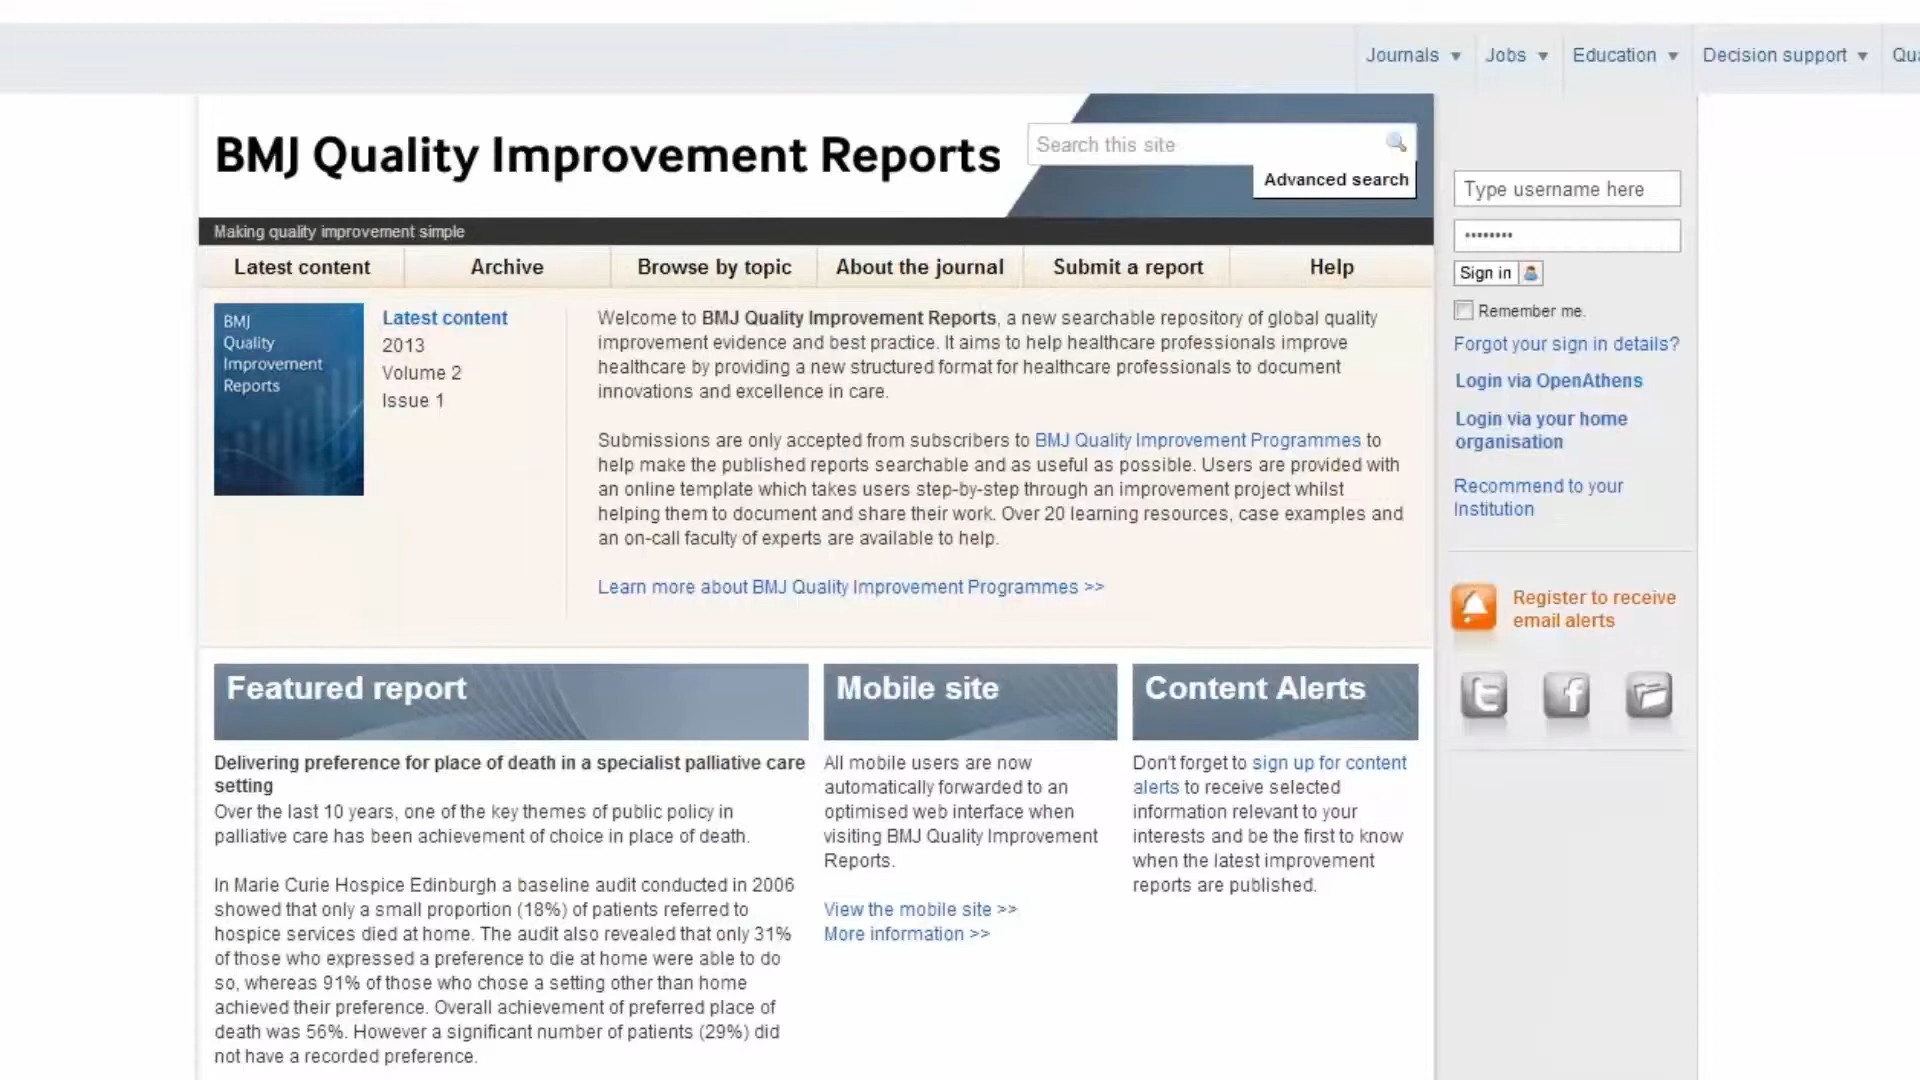 Journals
Jobs
Education
Decision support
BMJ Quality Improvement Reports
Search this site
Advanced search
Making quality improvement simple
Latest content
Archive
Browse by topic
About the journal
Submit a report
Help
BMJ
Quality
Improvement
Reports
Latest content
2013
Volume 2
Issue 1
Welcome to BMJ Quality Improvement Reports, a new searchable repository of global quality
improvement evidence and best practice. It aims to help healthcare professionals improve
healthcare by providing a new structured format for healthcare professionals to document
innovations and excellence in care.
Submissions are only accepted from subscribers to BMJ Quality Improvement Programmes to
help make the published reports searchable and as useful as possible. Users are provided with
an online template which takes users step-by-step through an improvement project whilst
helping them to document and share their work. Over 20 learning resources, case examples and
an on-call faculty of experts are available to help.
Learn more about BMJ Quality Improvement Programmes >>
Type username here
••••••••
Sign in
Remember me.
Forgot your sign in details?
Login via OpenAthens
Login via your home
organisation
Recommend to your
Institution
Register to receive
email alerts
Featured report
Delivering preference for place of death in a specialist palliative care
setting
Over the last 10 years, one of the key themes of public policy in
palliative care has been achievement of choice in place of death.
In Marie Curie Hospice Edinburgh a baseline audit conducted in 2006
showed that only a small proportion (18%) of patients referred to
hospice services died at home. The audit also revealed that only 31%
of those who expressed a preference to die at home were able to do
so, whereas 91% of those who chose a setting other than home
achieved their preference. Overall achievement of preferred place of
death was 56%. However a significant number of patients (29%) did
not have a recorded preference.
Mobile site
All mobile users are now
automatically forwarded to an
optimised web interface when
visiting BMJ Quality Improvement
Reports.
View the mobile site >>
More information >>
Content Alerts
Don't forget to sign up for content
alerts to receive selected
information relevant to your
interests and be the first to know
when the latest improvement
reports are published.